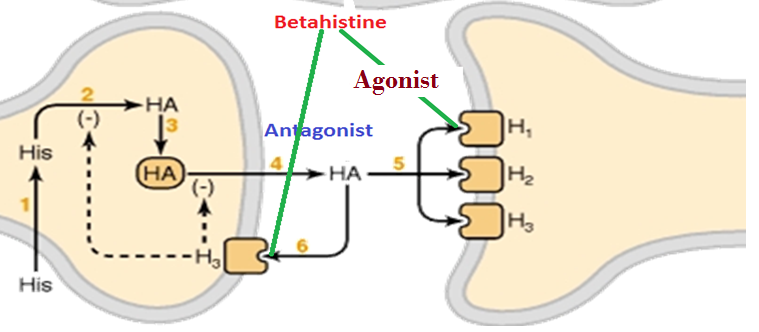 Betahistine
Agonist
2
HA
(-)
3
H₁
Antagonist
His
HA
4
HA
5
H₂
(-)
1
H₃
6
H₃
His